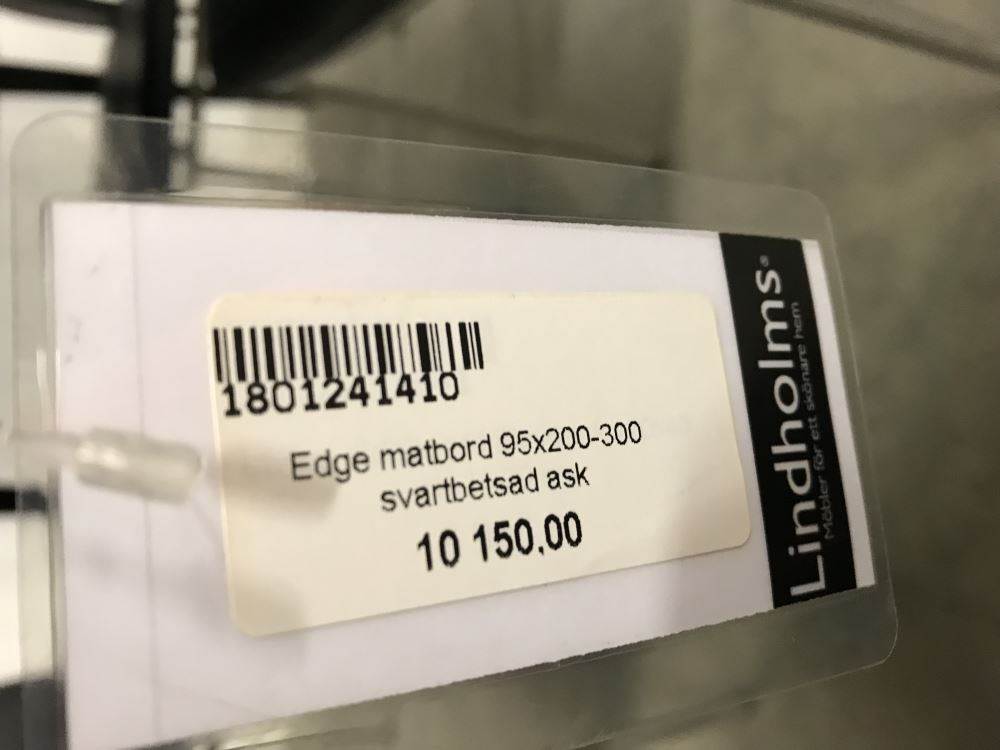 1801241410
Edge matbord 95x200-300
svartbetsad ask
10 150,00
Lindholms®
Möbler för ett skönare hem